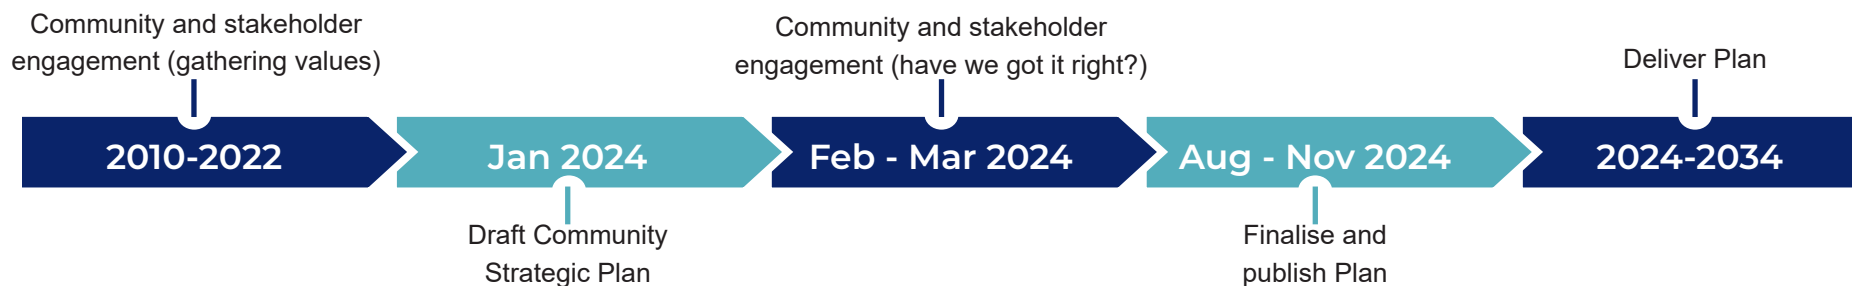 Community and stakeholder
engagement (gathering values)
2010-2022
Jan 2024
Draft Community
Strategic Plan
Community and stakeholder
engagement (have we got it right?)
Feb - Mar 2024
Aug - Nov 2024
Finalise and
publish Plan
Deliver Plan
2024-2034